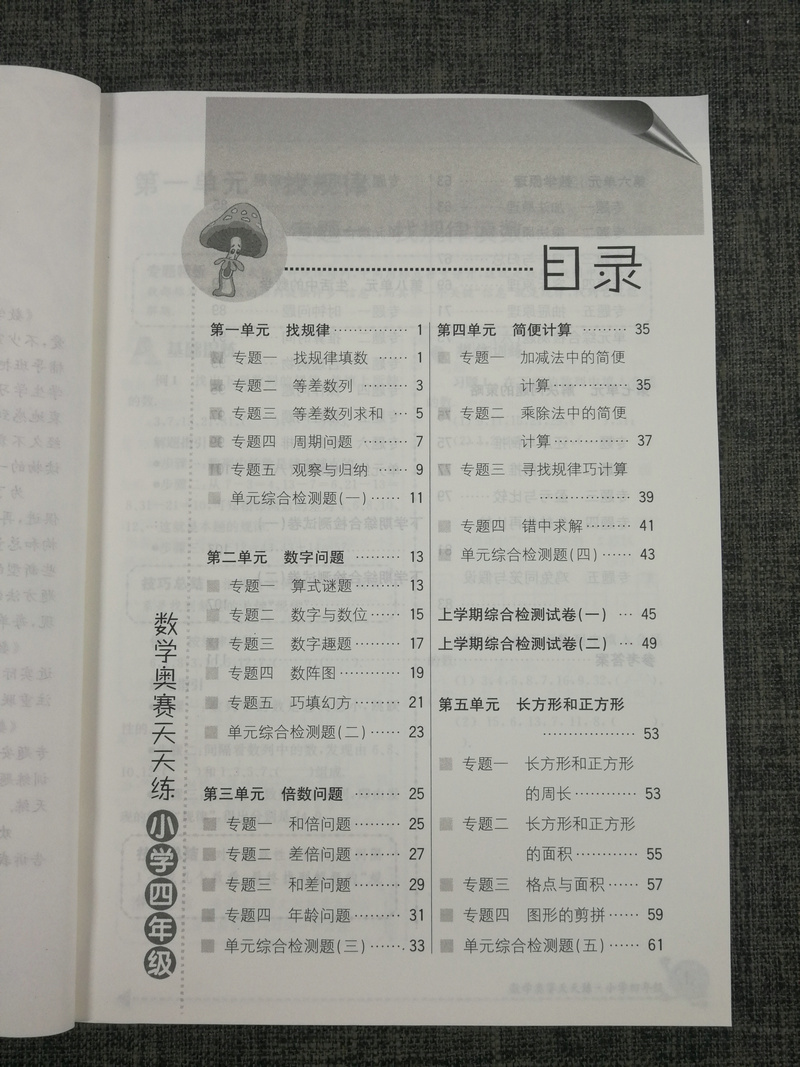 目录
第一单元 找规律 …………… 1
专题一 找规律填数 …… 1
专题二 等差数列 ……… 3
专题三 等差数列求和 … 5
专题四 周期问题 ……… 7
专题五 观察与归纳 …… 9
单元综合检测题(一) …… 11
第二单元 数字问题 ……… 13
专题一 算式谜题 ……… 13
专题二 数字与数位 …… 15
专题三 数字趣题 ……… 17
专题四 数阵图 ………… 19
专题五 巧填幻方 ……… 21
单元综合检测题(二) …… 23
第三单元 倍数问题 ……… 25
专题一 和倍问题 ……… 25
专题二 差倍问题 ……… 27
专题三 和差问题 ……… 29
专题四 年龄问题 ……… 31
单元综合检测题(三) …… 33
第四单元 简便计算 ……… 35
专题一 加减法中的简便
计算 ………… 35
专题二 乘除法中的简便
计算 ………… 37
专题三 寻找规律巧计算
…………… 39
专题四 错中求解 ……… 41
单元综合检测题(四) …… 43
上学期综合检测试卷(一) … 45
上学期综合检测试卷(二) … 49
第五单元 长方形和正方形
……………… 53
专题一 长方形和正方形
的周长 ………… 53
专题二 长方形和正方形
的面积 ………… 55
专题三 格点与面积 …… 57
专题四 图形的剪拼 …… 59
单元综合检测题(五) …… 61
数学奥赛天天练 小学四年级